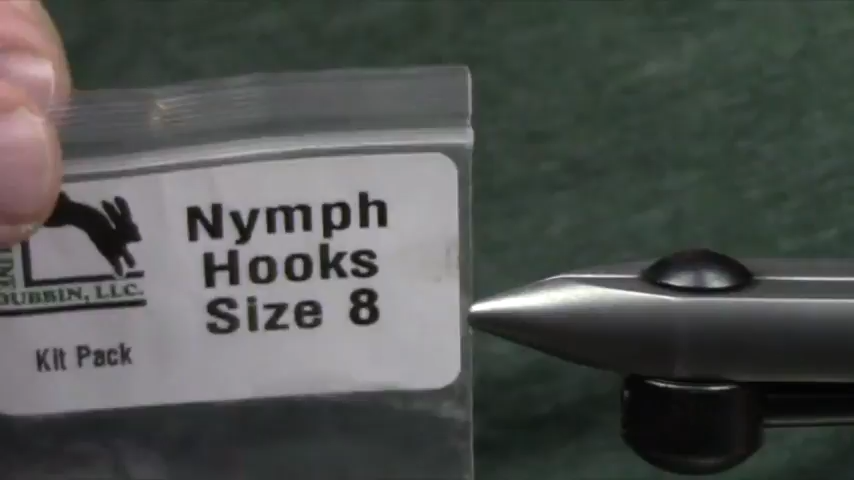 Nymph
Hooks
Size 8
DUBBIN, LLC.
Kit Pack